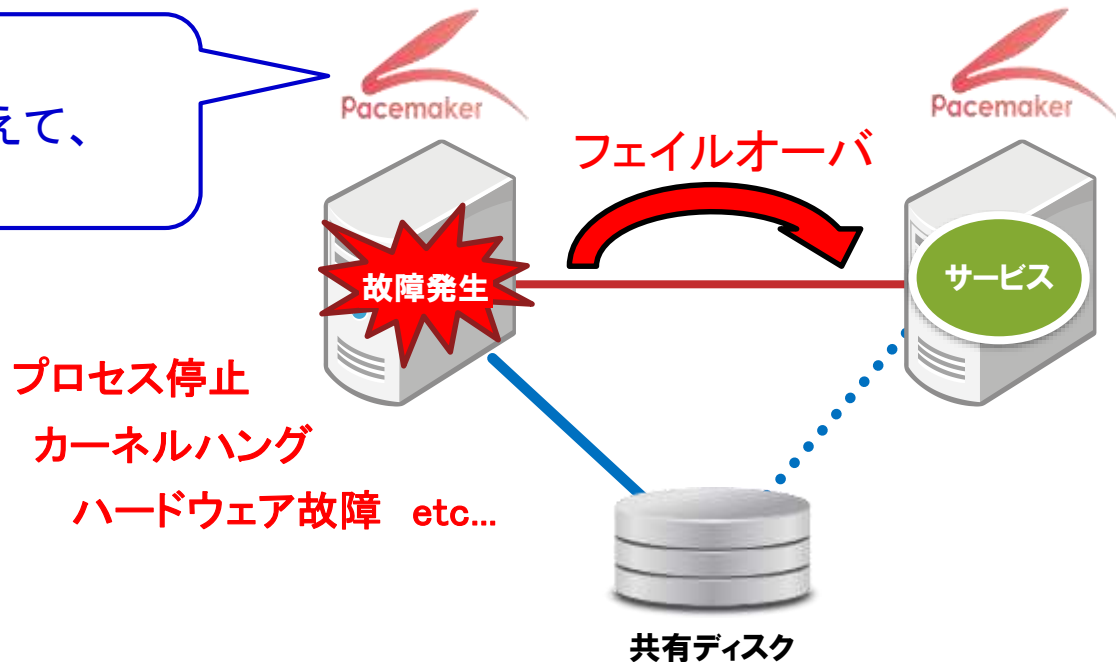 えて、
Pacemaker
Pacemaker
フェイルオーバ
故障発生
サービス
プロセス停止
カーネルハング
ハードウェア故障 etc...
共有ディスク